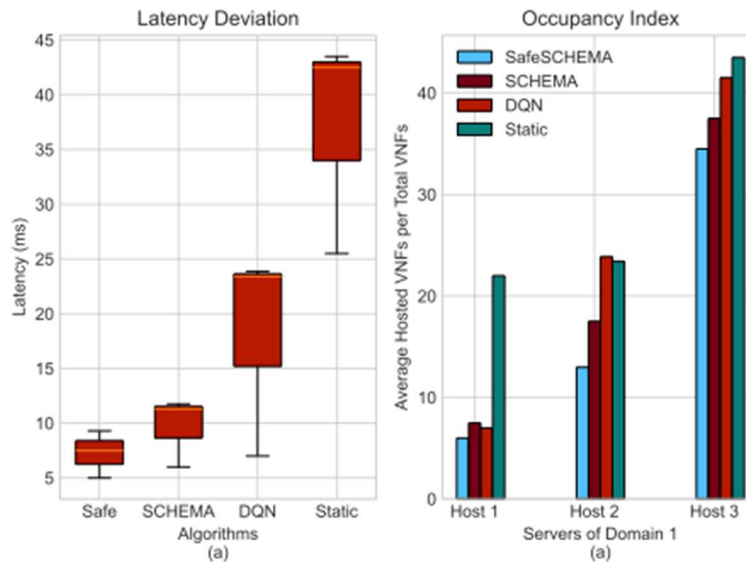 Latency Deviation
45
40
35
30
25
20
15
10
5
Latency (ms)
Safe SCHEMA DQN Static
Algorithms
(a)
Occupancy Index
SafeSCHEMA
SCHEMA
DQN
Static
40
30
20
10
0
Average Hosted VNFs per Total VNFs
Host 1 Host 2 Host 3
Servers of Domain 1
(a)